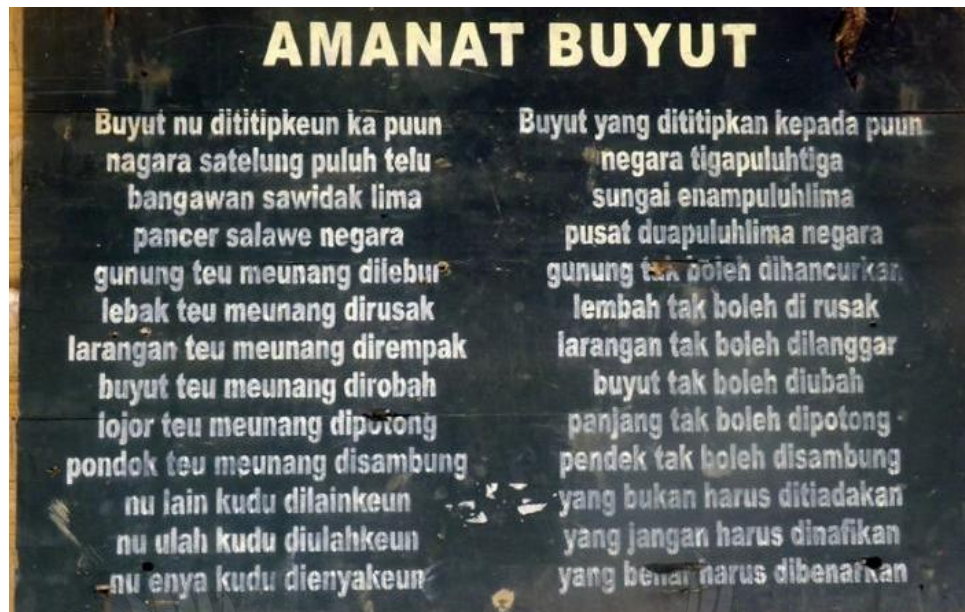 AMANAT BUYUT
Buyut nu dititipkeun ka puun
nagara satelung puluh telu
bangawan sawidak lima
pancer salawe negara
gunung teu meunang dilebur
lebak teu meunang dirusak
larangan teu meunang dirempak
buyut teu meunang dirobah
lojor teu meunang dipotong
pondok teu meunang disambung
nu lain kudu dilainkeun
nu ulah kudu diulahkeun
nu enya kudu dienyakeun
Buyut yang dititipkan kepada puun
negara tigapuluhtiga
sungai enampuluhlima
pusat duapuluhlima negara
gunung tak boleh dihancurkan
lembah tak boleh di rusak
larangan tak boleh dilanggar
buyut tak boleh diubah
panjang tak boleh dipotong
pendek tak boleh disambung
yang bukan harus ditiadakan
yang jangan harus dinafikan
yang benar harus dibenarkan